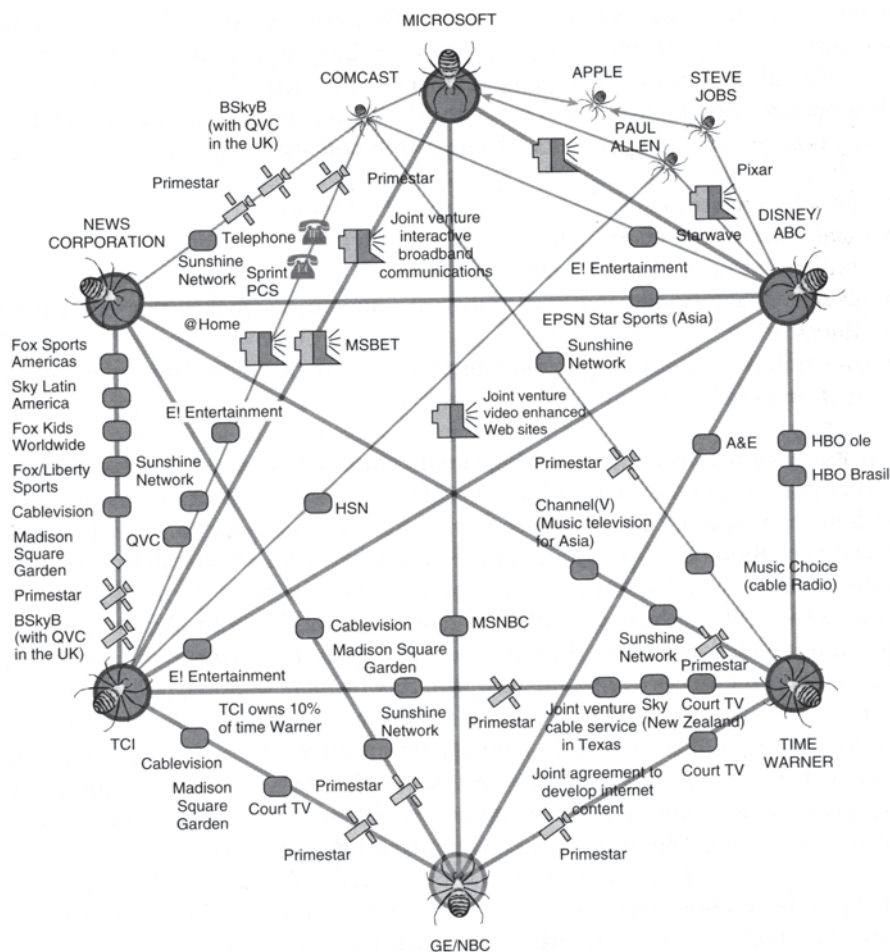 MICROSOFT
COMCAST
APPLE
STEVE
JOBS
BSkyB
(with QVC
in the UK)
PAUL
ALLEN
Primestar
Primestar
Pixar
NEWS
CORPORATION
Telephone
Joint venture
interactive
broadband
communications
DISNEY/
ABC
Starwave
Sunshine
Network
Sprint
PCS
E! Entertainment
@Home
MSBET
EPSN Star Sports (Asia)
Fox Sports
Americas
Sunshine
Network
Sky Latin
America
E! Entertainment
Joint venture
video enhanced
Web sites
Fox Kids
Worldwide
A&E
HBO ole
Fox/Liberty
Sports
Sunshine
Network
Primestar
HBO Brasil
Cablevision
HSN
Channel(V)
(Music television
for Asia)
Madison
Square
Garden
QVC
Music Choice
(cable Radio)
Primestar
BSkyB
(with QVC
in the UK)
Cablevision
MSNBC
Sunshine
Network
Madison Square
Garden
Primestar
E! Entertainment
TCI owns 10%
of time Warner
Sunshine
Network
Primestar
Joint venture
cable service
in Texas
Sky
(New Zealand)
Court TV
TCI
TIME
WARNER
Cablevision
Court TV
Madison
Square
Garden
Court TV
Primestar
Joint agreement to
develop internet
content
Primestar
Primestar
GE/NBC